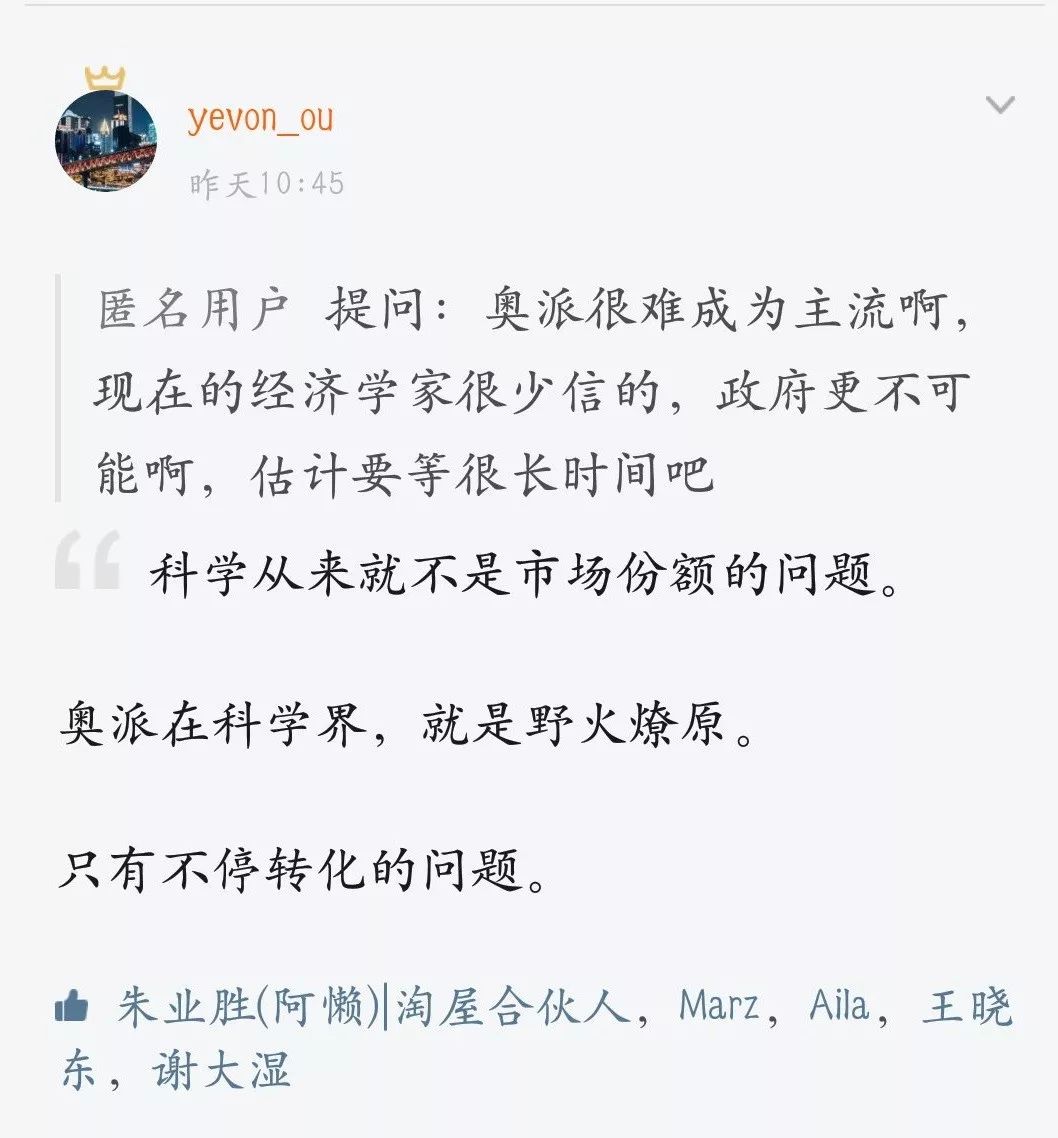 yevon_ou
昨天10:45
匿名用户 提问：奥派很难成为主流啊，
现在的经济学家很少信的，政府更不可
能啊，估计要等很长时间吧
“科学从来就不是市场份额的问题。
奥派在科学界，就是野火燎原。
只有不停转化的问题。
朱业胜(阿懒)|淘屋合伙人，Marz，Aila，王晓
东，谢大湿